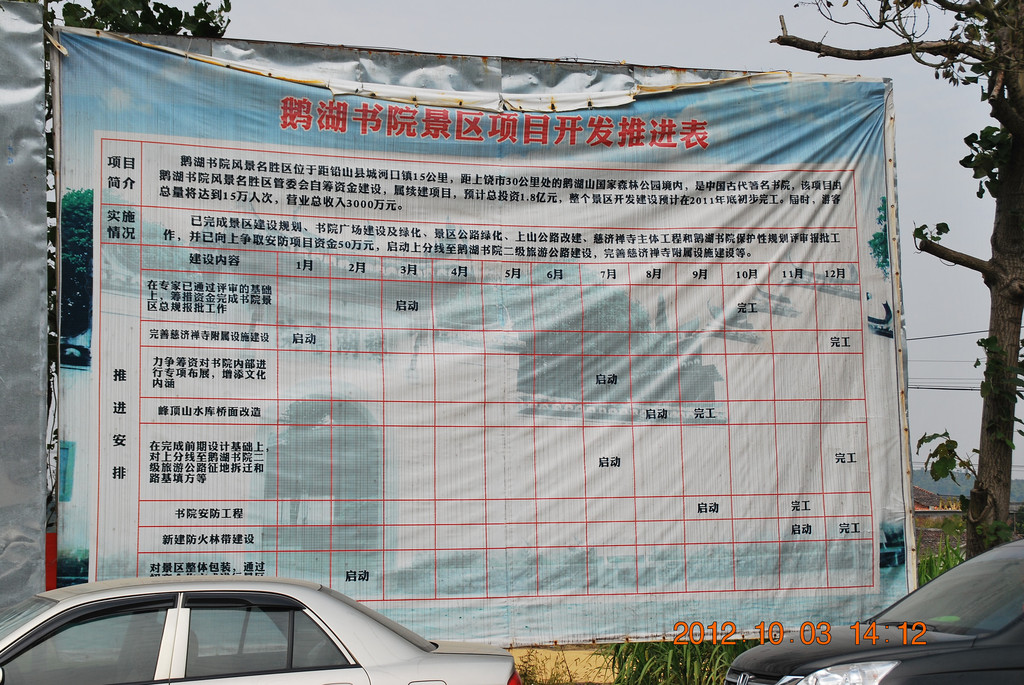 鹅湖书院景区项目开发推进表
项目
简介
鹅湖书院风景名胜区位于距铅山县城河口镇15公里，距上饶市30公里处的鹅湖山国家森林公园境内，是中国古代著名书院，该项目由
鹅湖书院风景名胜区管委会自筹资金建设，属续建项目，预计总投资1.8亿元，整个景区开发建设预计在2011年底初步完工。届时，游客
总量将达到15万人次，营业总收入3000万元。
实施
情况
已完成景区建设规划、书院广场建设及绿化、景区公路绿化、上山公路改建、慈济禅寺主体工程和鹅湖书院保护性规划评审报批工
作，并已向上争取安防项目资金50万元，启动上分线至鹅湖书院二级旅游公路建设，完善慈济禅寺附属设施建设等。
建设内容 1月 2月 3月 4月 5月 6月 7月 8月 9月 10月 11月 12月
推进安排
在专家已通过评审的基础
上，筹措资金完成书院景
区总规报批工作
启动 完工
完善慈济禅寺附属设施建设 启动 完工
力争筹资对书院内部进
行专项布展，增添文化
内涵
启动
峰顶山水库桥面改造 启动 完工
在完成前期设计基础上，
对上分线至鹅湖书院二
级旅游公路征地拆迁和
路基填方等
启动 完工
书院安防工程 启动 完工
新建防火林带建设 启动 完工
对景区整体包装，通过
启动
2012 10 03 14:12